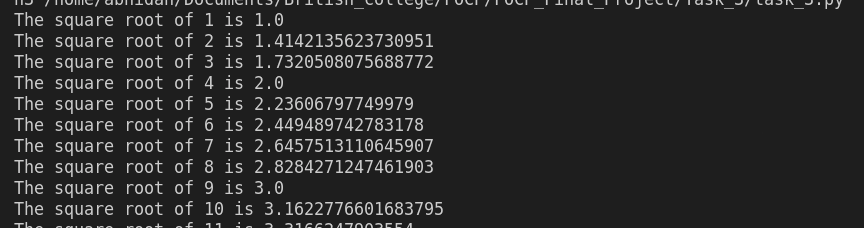 The square root of 1 is 1.0
The square root of 2 is 1.4142135623730951
The square root of 3 is 1.7320508075688772
The square root of 4 is 2.0
The square root of 5 is 2.23606797749979
The square root of 6 is 2.449489742783178
The square root of 7 is 2.6457513110645907
The square root of 8 is 2.8284271247461903
The square root of 9 is 3.0
The square root of 10 is 3.1622776601683795